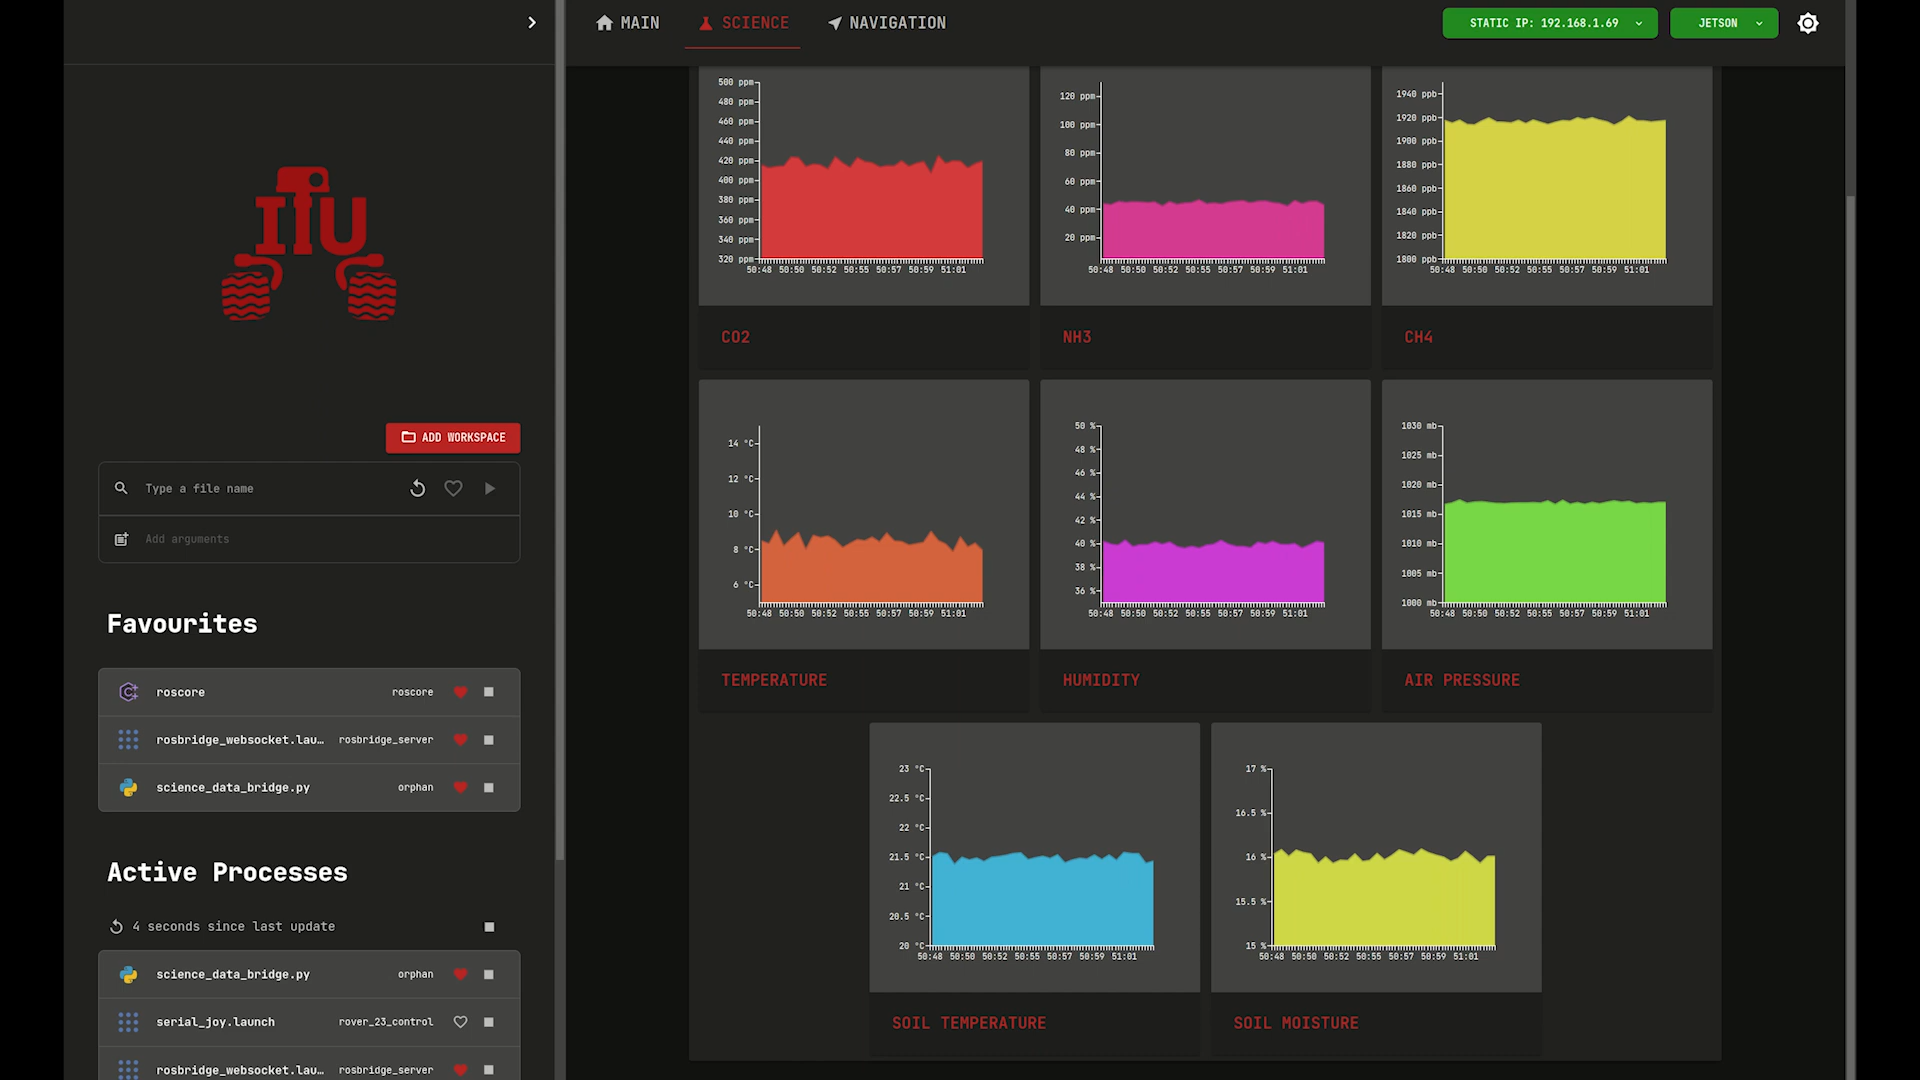 MAIN
SCIENCE
NAVIGATION
STATIC IP: 192.168.1.69
JETSON
ITU
ADD WORKSPACE
Type a file name
Add arguments
Favourites
roscore roscore
rosbridge_websocket.lau… rosbridge_server
science_data_bridge.py orphan
Active Processes
4 seconds since last update
science_data_bridge.py orphan
serial_joy.launch rover_23_control
rosbridge_websocket.lau… rosbridge_server
500 ppm
480 ppm
460 ppm
440 ppm
420 ppm
400 ppm
380 ppm
360 ppm
340 ppm
320 ppm
50:48 50:50 50:52 50:55 50:57 50:59 51:01
CO2
120 ppm
100 ppm
80 ppm
60 ppm
40 ppm
20 ppm
50:48 50:50 50:52 50:55 50:57 50:59 51:01
NH3
1940 ppb
1920 ppb
1900 ppb
1880 ppb
1860 ppb
1840 ppb
1820 ppb
1800 ppb
50:48 50:50 50:52 50:55 50:57 50:59 51:01
CH4
14 °C
12 °C
10 °C
8 °C
6 °C
50:48 50:50 50:52 50:55 50:57 50:59 51:01
TEMPERATURE
50 %
48 %
46 %
44 %
42 %
40 %
38 %
36 %
50:48 50:50 50:52 50:55 50:57 50:59 51:01
HUMIDITY
1030 mb
1025 mb
1020 mb
1015 mb
1010 mb
1005 mb
1000 mb
50:48 50:50 50:52 50:55 50:57 50:59 51:01
AIR PRESSURE
23 °C
22.5 °C
22 °C
21.5 °C
21 °C
20.5 °C
20 °C
50:48 50:50 50:52 50:55 50:57 50:59 51:01
SOIL TEMPERATURE
17 %
16.5 %
16 %
15.5 %
15 %
50:48 50:50 50:52 50:55 50:57 50:59 51:01
SOIL MOISTURE